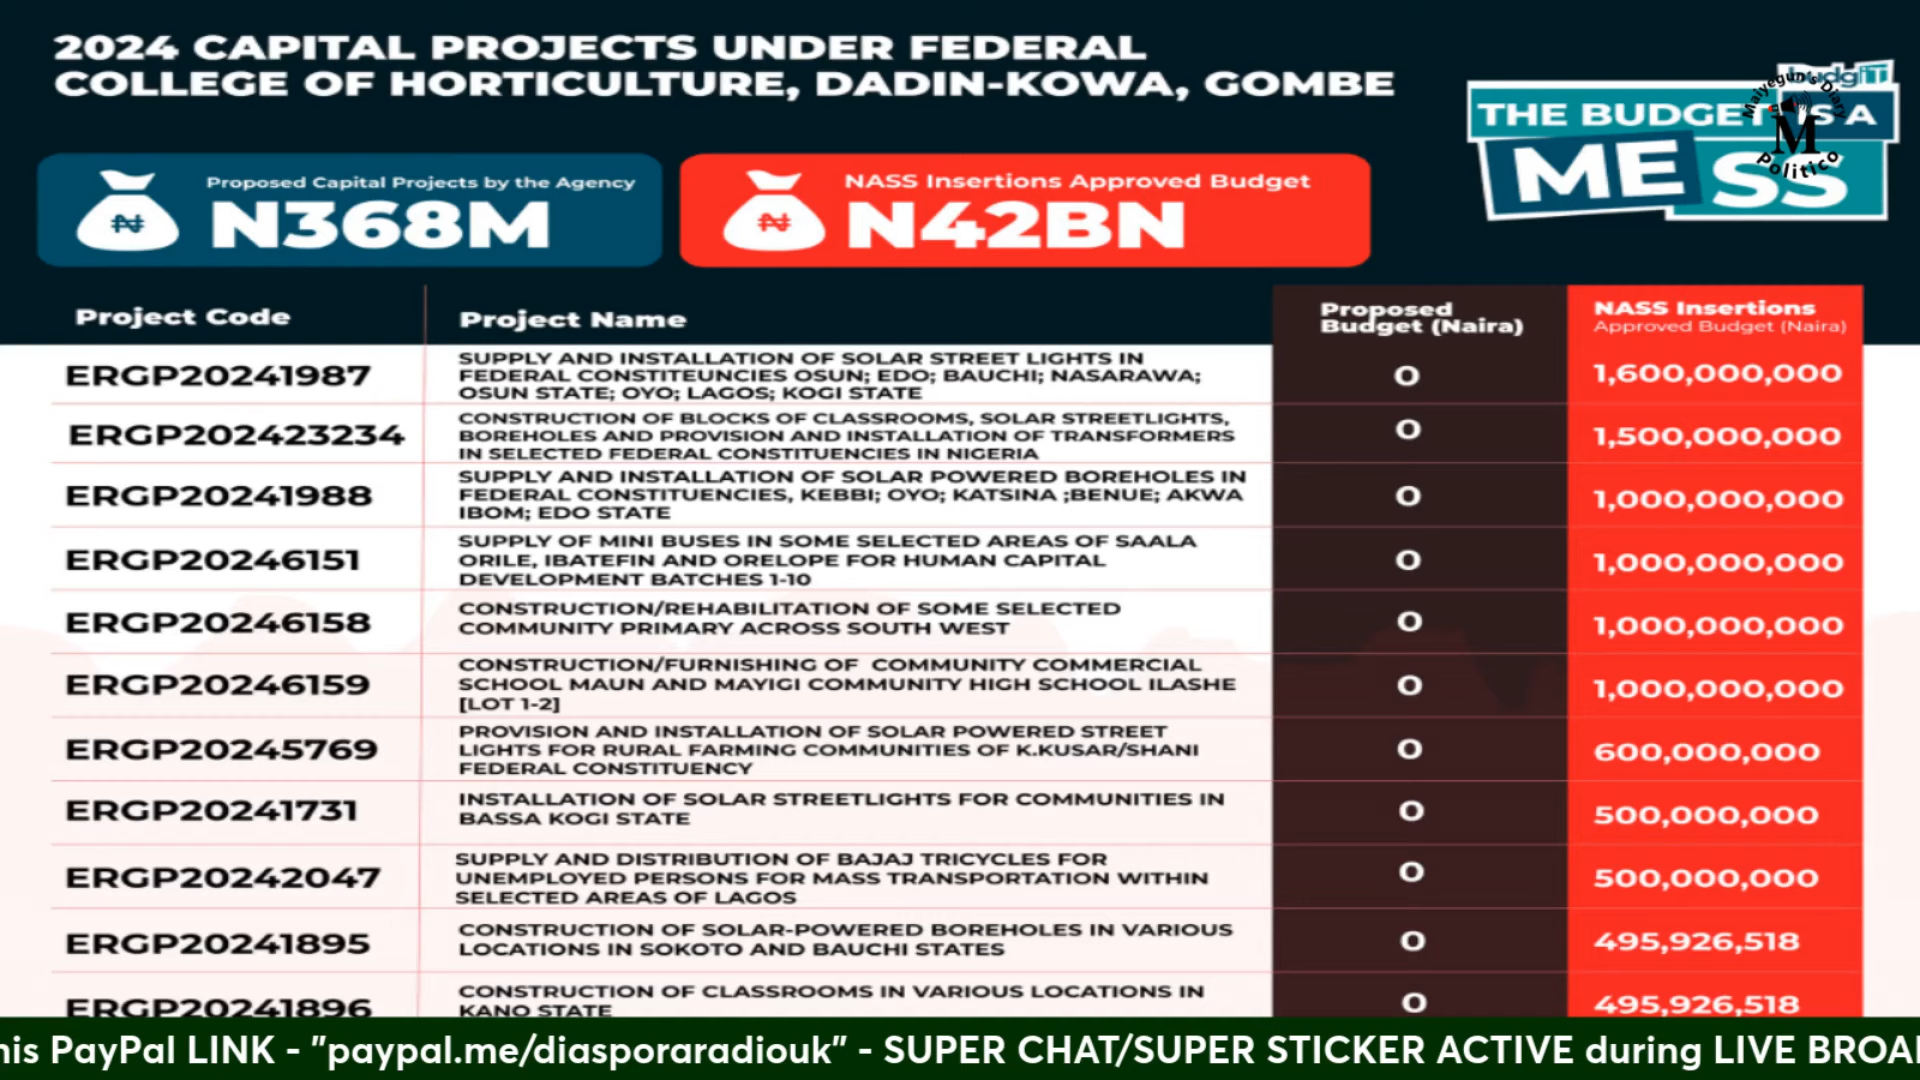 2024 CAPITAL PROJECTS UNDER FEDERAL
COLLEGE OF HORTICULTURE, DADIN-KOWA, GOMBE
budgIT
THE BUDGET IS A
MESS
Maiyegun's Diary
M
Politico
Proposed Capital Projects by the Agency
N368M
NASS Insertions Approved Budget
N42BN
Project Code
Project Name
Proposed
Budget (Naira)
NASS Insertions
Approved Budget (Naira)
ERGP20241987
SUPPLY AND INSTALLATION OF SOLAR STREET LIGHTS IN
FEDERAL CONSTITEUNCIES OSUN; EDO; BAUCHI; NASARAWA;
OSUN STATE; OYO; LAGOS; KOGI STATE
0
1,600,000,000
ERGP202423234
CONSTRUCTION OF BLOCKS OF CLASSROOMS, SOLAR STREETLIGHTS,
BOREHOLES AND PROVISION AND INSTALLATION OF TRANSFORMERS
IN SELECTED FEDERAL CONSTITUENCIES IN NIGERIA
0
1,500,000,000
ERGP20241988
SUPPLY AND INSTALLATION OF SOLAR POWERED BOREHOLES IN
FEDERAL CONSTITUENCIES, KEBBI; OYO; KATSINA ;BENUE; AKWA
IBOM; EDO STATE
0
1,000,000,000
ERGP20246151
SUPPLY OF MINI BUSES IN SOME SELECTED AREAS OF SAALA
ORILE, IBATEFIN AND ORELOPE FOR HUMAN CAPITAL
DEVELOPMENT BATCHES 1-10
0
1,000,000,000
ERGP20246158
CONSTRUCTION/REHABILITATION OF SOME SELECTED
COMMUNITY PRIMARY ACROSS SOUTH WEST
0
1,000,000,000
ERGP20246159
CONSTRUCTION/FURNISHING OF COMMUNITY COMMERCIAL
SCHOOL MAUN AND MAYIGI COMMUNITY HIGH SCHOOL ILASHE
[LOT 1-2]
0
1,000,000,000
ERGP20245769
PROVISION AND INSTALLATION OF SOLAR POWERED STREET
LIGHTS FOR RURAL FARMING COMMUNITIES OF K.KUSAR/SHANI
FEDERAL CONSTITUENCY
0
600,000,000
ERGP20241731
INSTALLATION OF SOLAR STREETLIGHTS FOR COMMUNITIES IN
BASSA KOGI STATE
0
500,000,000
ERGP20242047
SUPPLY AND DISTRIBUTION OF BAJAJ TRICYCLES FOR
UNEMPLOYED PERSONS FOR MASS TRANSPORTATION WITHIN
SELECTED AREAS OF LAGOS
0
500,000,000
ERGP20241895
CONSTRUCTION OF SOLAR-POWERED BOREHOLES IN VARIOUS
LOCATIONS IN SOKOTO AND BAUCHI STATES
0
495,926,518
ERGP20241896
CONSTRUCTION OF CLASSROOMS IN VARIOUS LOCATIONS IN
KANO STATE
0
495,926,518
his PayPal LINK - "paypal.me/diasporaradiouk" - SUPER CHAT/SUPER STICKER ACTIVE during LIVE BROA